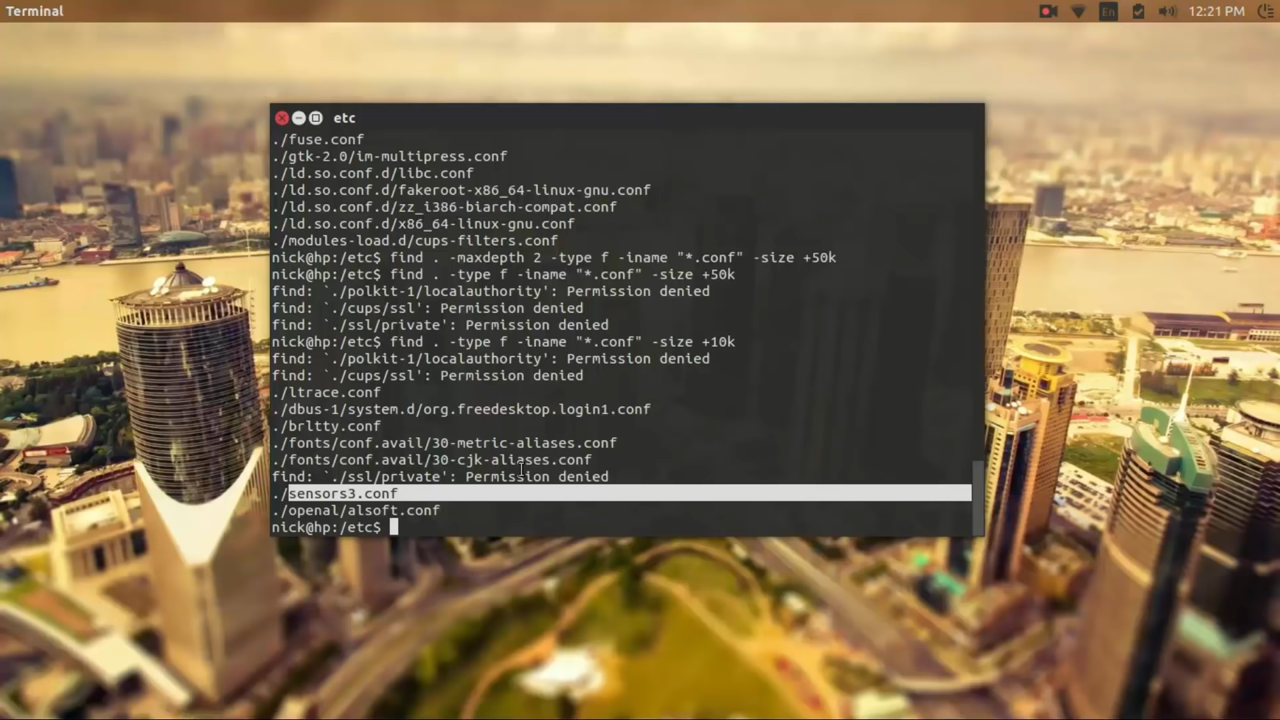 Terminal
En
12:21 PM
etc
./fuse.conf
./gtk-2.0/im-multipress.conf
./ld.so.conf.d/libc.conf
./ld.so.conf.d/fakeroot-x86_64-linux-gnu.conf
./ld.so.conf.d/zz_i386-biarch-compat.conf
./ld.so.conf.d/x86_64-linux-gnu.conf
./modules-load.d/cups-filters.conf
nick@hp:/etc$ find . -maxdepth 2 -type f -iname "*.conf" -size +50k
nick@hp:/etc$ find . -type f -iname "*.conf" -size +50k
find: `./polkit-1/localauthority': Permission denied
find: `./cups/ssl': Permission denied
find: `./ssl/private': Permission denied
nick@hp:/etc$ find . -type f -iname "*.conf" -size +10k
find: `./polkit-1/localauthority': Permission denied
find: `./cups/ssl': Permission denied
./ltrace.conf
./dbus-1/system.d/org.freedesktop.login1.conf
./brltty.conf
./fonts/conf.avail/30-metric-aliases.conf
./fonts/conf.avail/30-cjk-aliases.conf
find: `./ssl/private': Permission denied
./sensors3.conf
./openal/alsoft.conf
nick@hp:/etc$